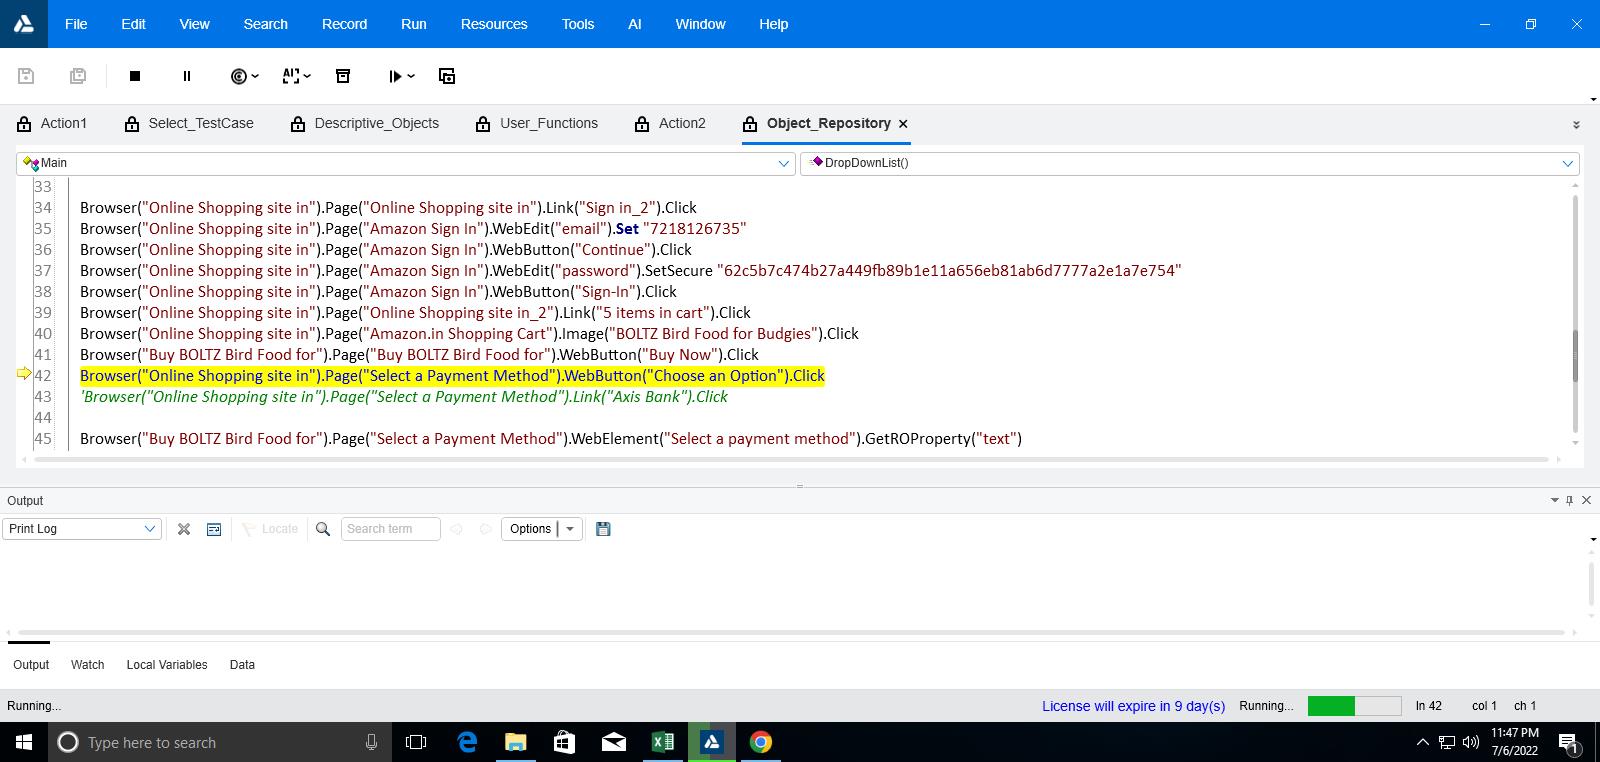 File Edit View Search Record Run Resources Tools AI Window Help
Action1 Select_TestCase Descriptive_Objects User_Functions Action2 Object_Repository
Main DropDownList()
33
34 Browser("Online Shopping site in").Page("Online Shopping site in").Link("Sign in_2").Click
35 Browser("Online Shopping site in").Page("Amazon Sign In").WebEdit("email").Set "7218126735"
36 Browser("Online Shopping site in").Page("Amazon Sign In").WebButton("Continue").Click
37 Browser("Online Shopping site in").Page("Amazon Sign In").WebEdit("password").SetSecure "62c5b7c474b27a449fb89b1e11a656eb81ab6d7777a2e1a7e754"
38 Browser("Online Shopping site in").Page("Amazon Sign In").WebButton("Sign-In").Click
39 Browser("Online Shopping site in").Page("Online Shopping site in_2").Link("5 items in cart").Click
40 Browser("Online Shopping site in").Page("Amazon.in Shopping Cart").Image("BOLTZ Bird Food for Budgies").Click
41 Browser("Buy BOLTZ Bird Food for").Page("Buy BOLTZ Bird Food for").WebButton("Buy Now").Click
42 Browser("Online Shopping site in").Page("Select a Payment Method").WebButton("Choose an Option").Click
43 'Browser("Online Shopping site in").Page("Select a Payment Method").Link("Axis Bank").Click
44
45 Browser("Buy BOLTZ Bird Food for").Page("Select a Payment Method").WebElement("Select a payment method").GetROProperty("text")
Output
Print Log Locate Search term Options
Output Watch Local Variables Data
Running... License will expire in 9 day(s) Running... ln 42 col 1 ch 1
Type here to search
11:47 PM
7/6/2022
1